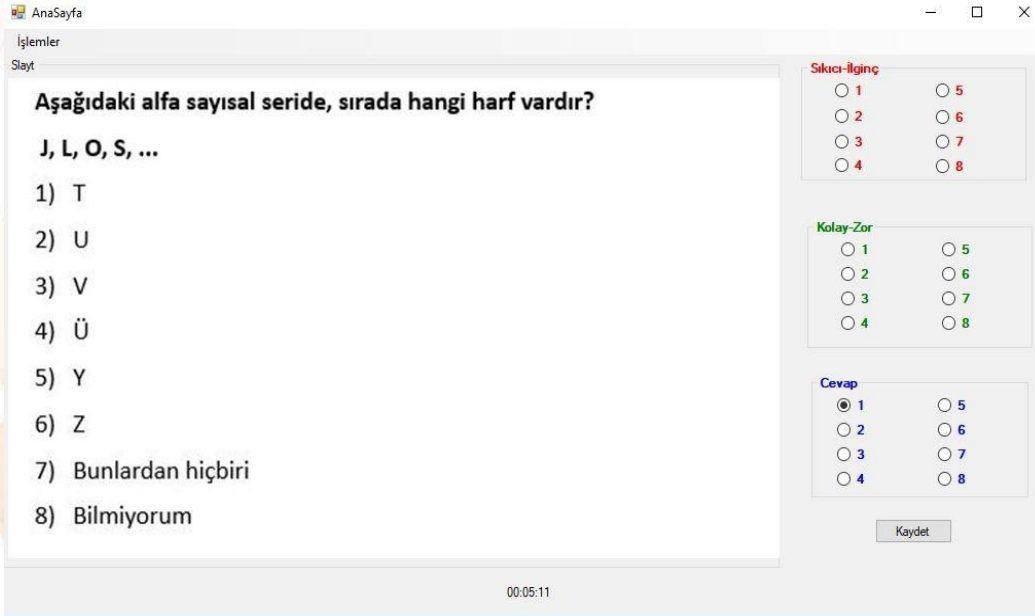 AnaSayfa
İşlemler
Slayt
Aşağıdaki alfa sayısal seride, sırada hangi harf vardır?
J, L, O, S, ...
1) T
2) U
3) V
4) Ü
5) Y
6) Z
7) Bunlardan hiçbiri
8) Bilmiyorum
Sıkıcı-İlginç
1 5
2 6
3 7
4 8
Kolay-Zor
1 5
2 6
3 7
4 8
Cevap
1 5
2 6
3 7
4 8
Kaydet
00:05:11